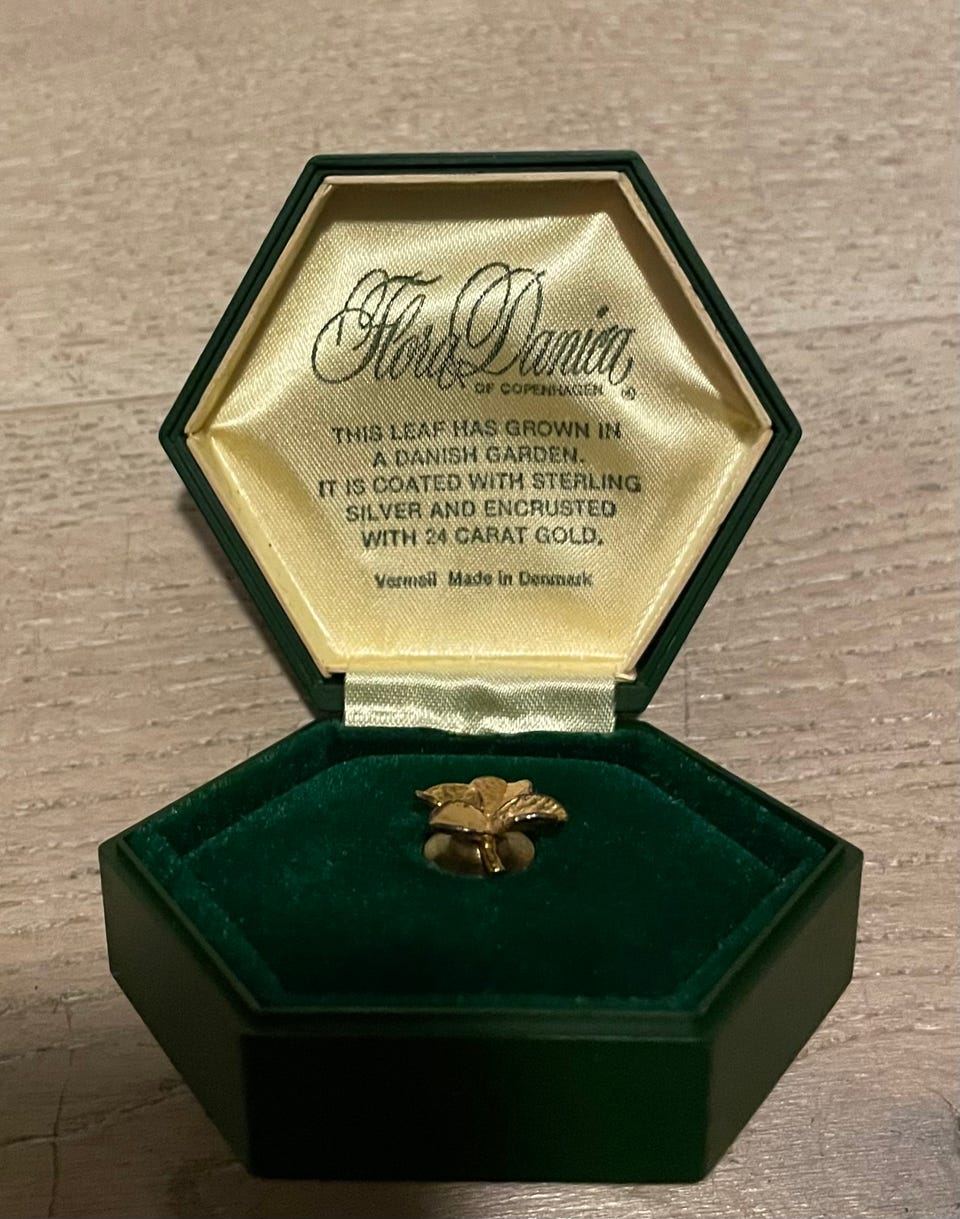 Flora Danica
OF COPENHAGEN ®
THIS LEAF HAS GROWN IN
A DANISH GARDEN.
IT IS COATED WITH STERLING
SILVER AND ENCRUSTED
WITH 24 CARAT GOLD.
Vermeil Made in Denmark